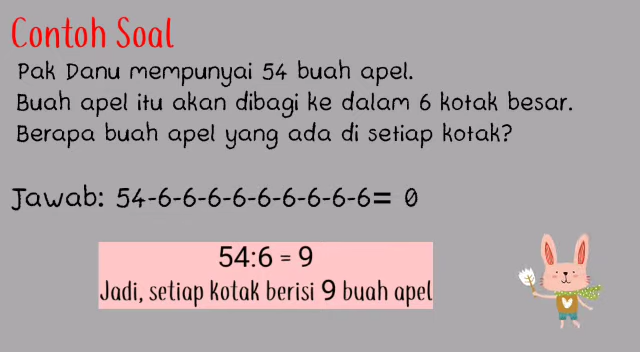 Contoh Soal
Pak Danu mempunyai 54 buah apel.
Buah apel itu akan dibagi ke dalam 6 kotak besar.
Berapa buah apel yang ada di setiap kotak?
Jawab: 54-6-6-6-6-6-6-6-6-6= 0
54:6 = 9
Jadi, setiap kotak berisi 9 buah apel